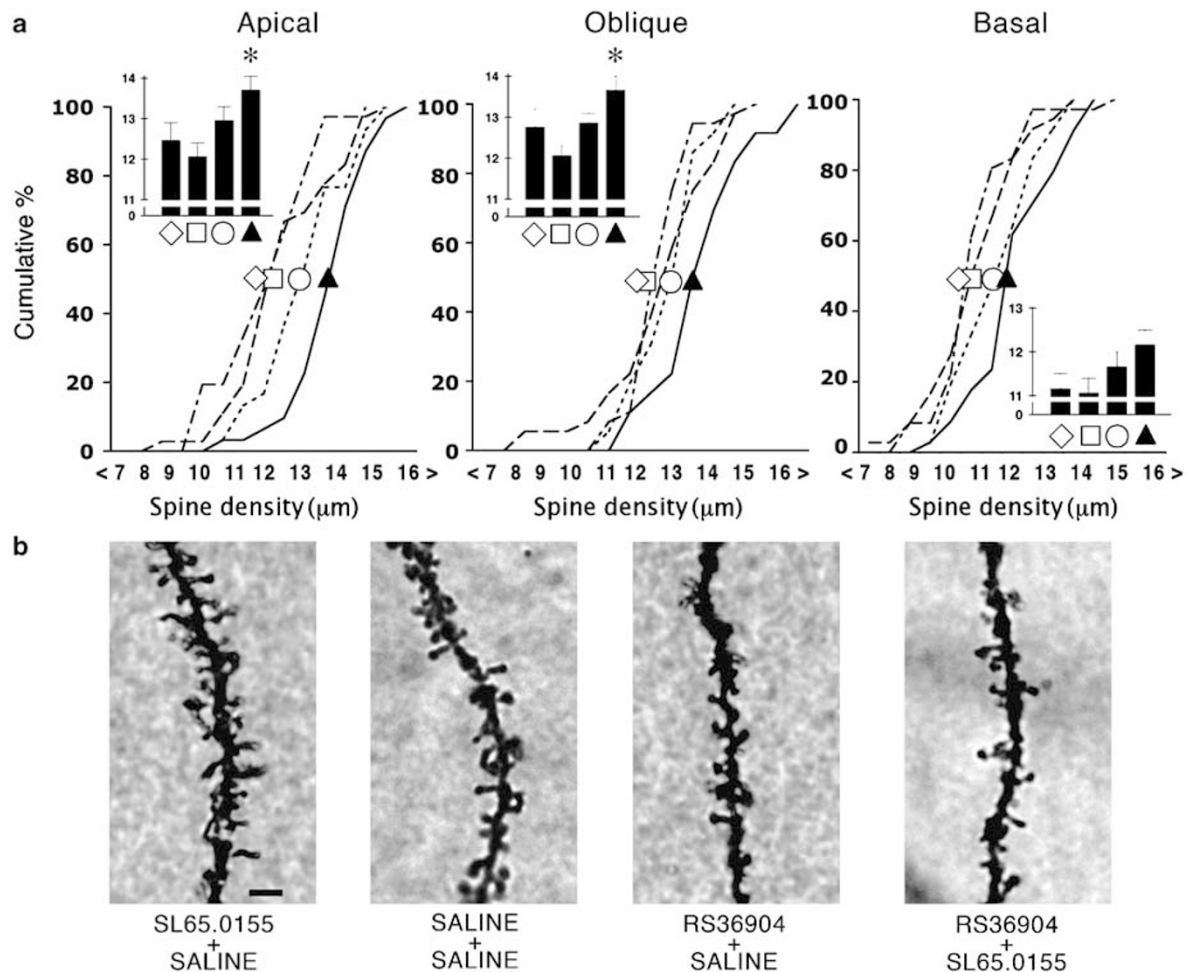 a
Apical
Oblique
Basal
*
*
14
13
12
11
0
14
13
12
11
0
13
12
11
0
Cumulative %
100
80
60
40
20
0
100
80
60
40
20
0
100
80
60
40
20
0
< 7 8 9 10 11 12 13 14 15 16 >
< 7 8 9 10 11 12 13 14 15 16 >
< 7 8 9 10 11 12 13 14 15 16 >
Spine density (μm)
Spine density (μm)
Spine density (μm)
b
SL65.0155
+
SALINE
SALINE
+
SALINE
RS36904
+
SALINE
RS36904
+
SL65.0155